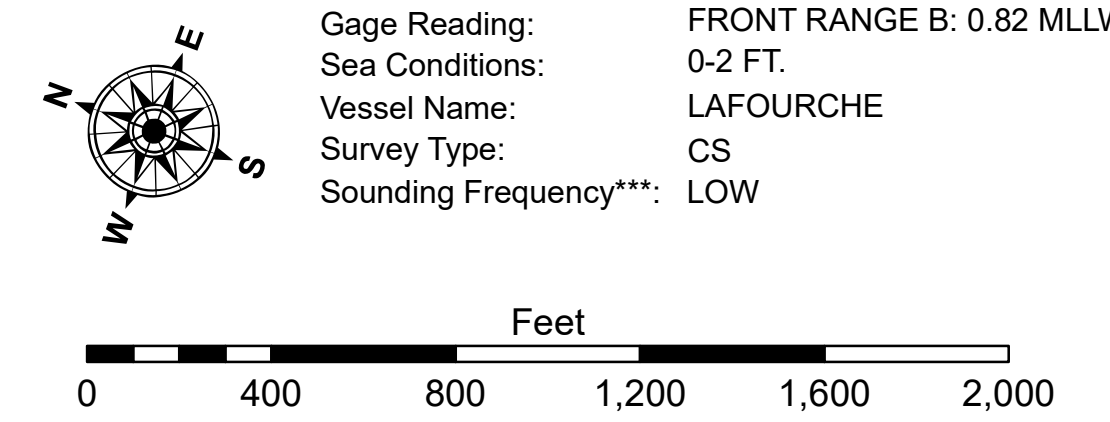 N
E
S
W
Gage Reading: FRONT RANGE B: 0.82 MLLW
Sea Conditions: 0-2 FT.
Vessel Name: LAFOURCHE
Survey Type: CS
Sounding Frequency***: LOW
Feet
0 400 800 1,200 1,600 2,000